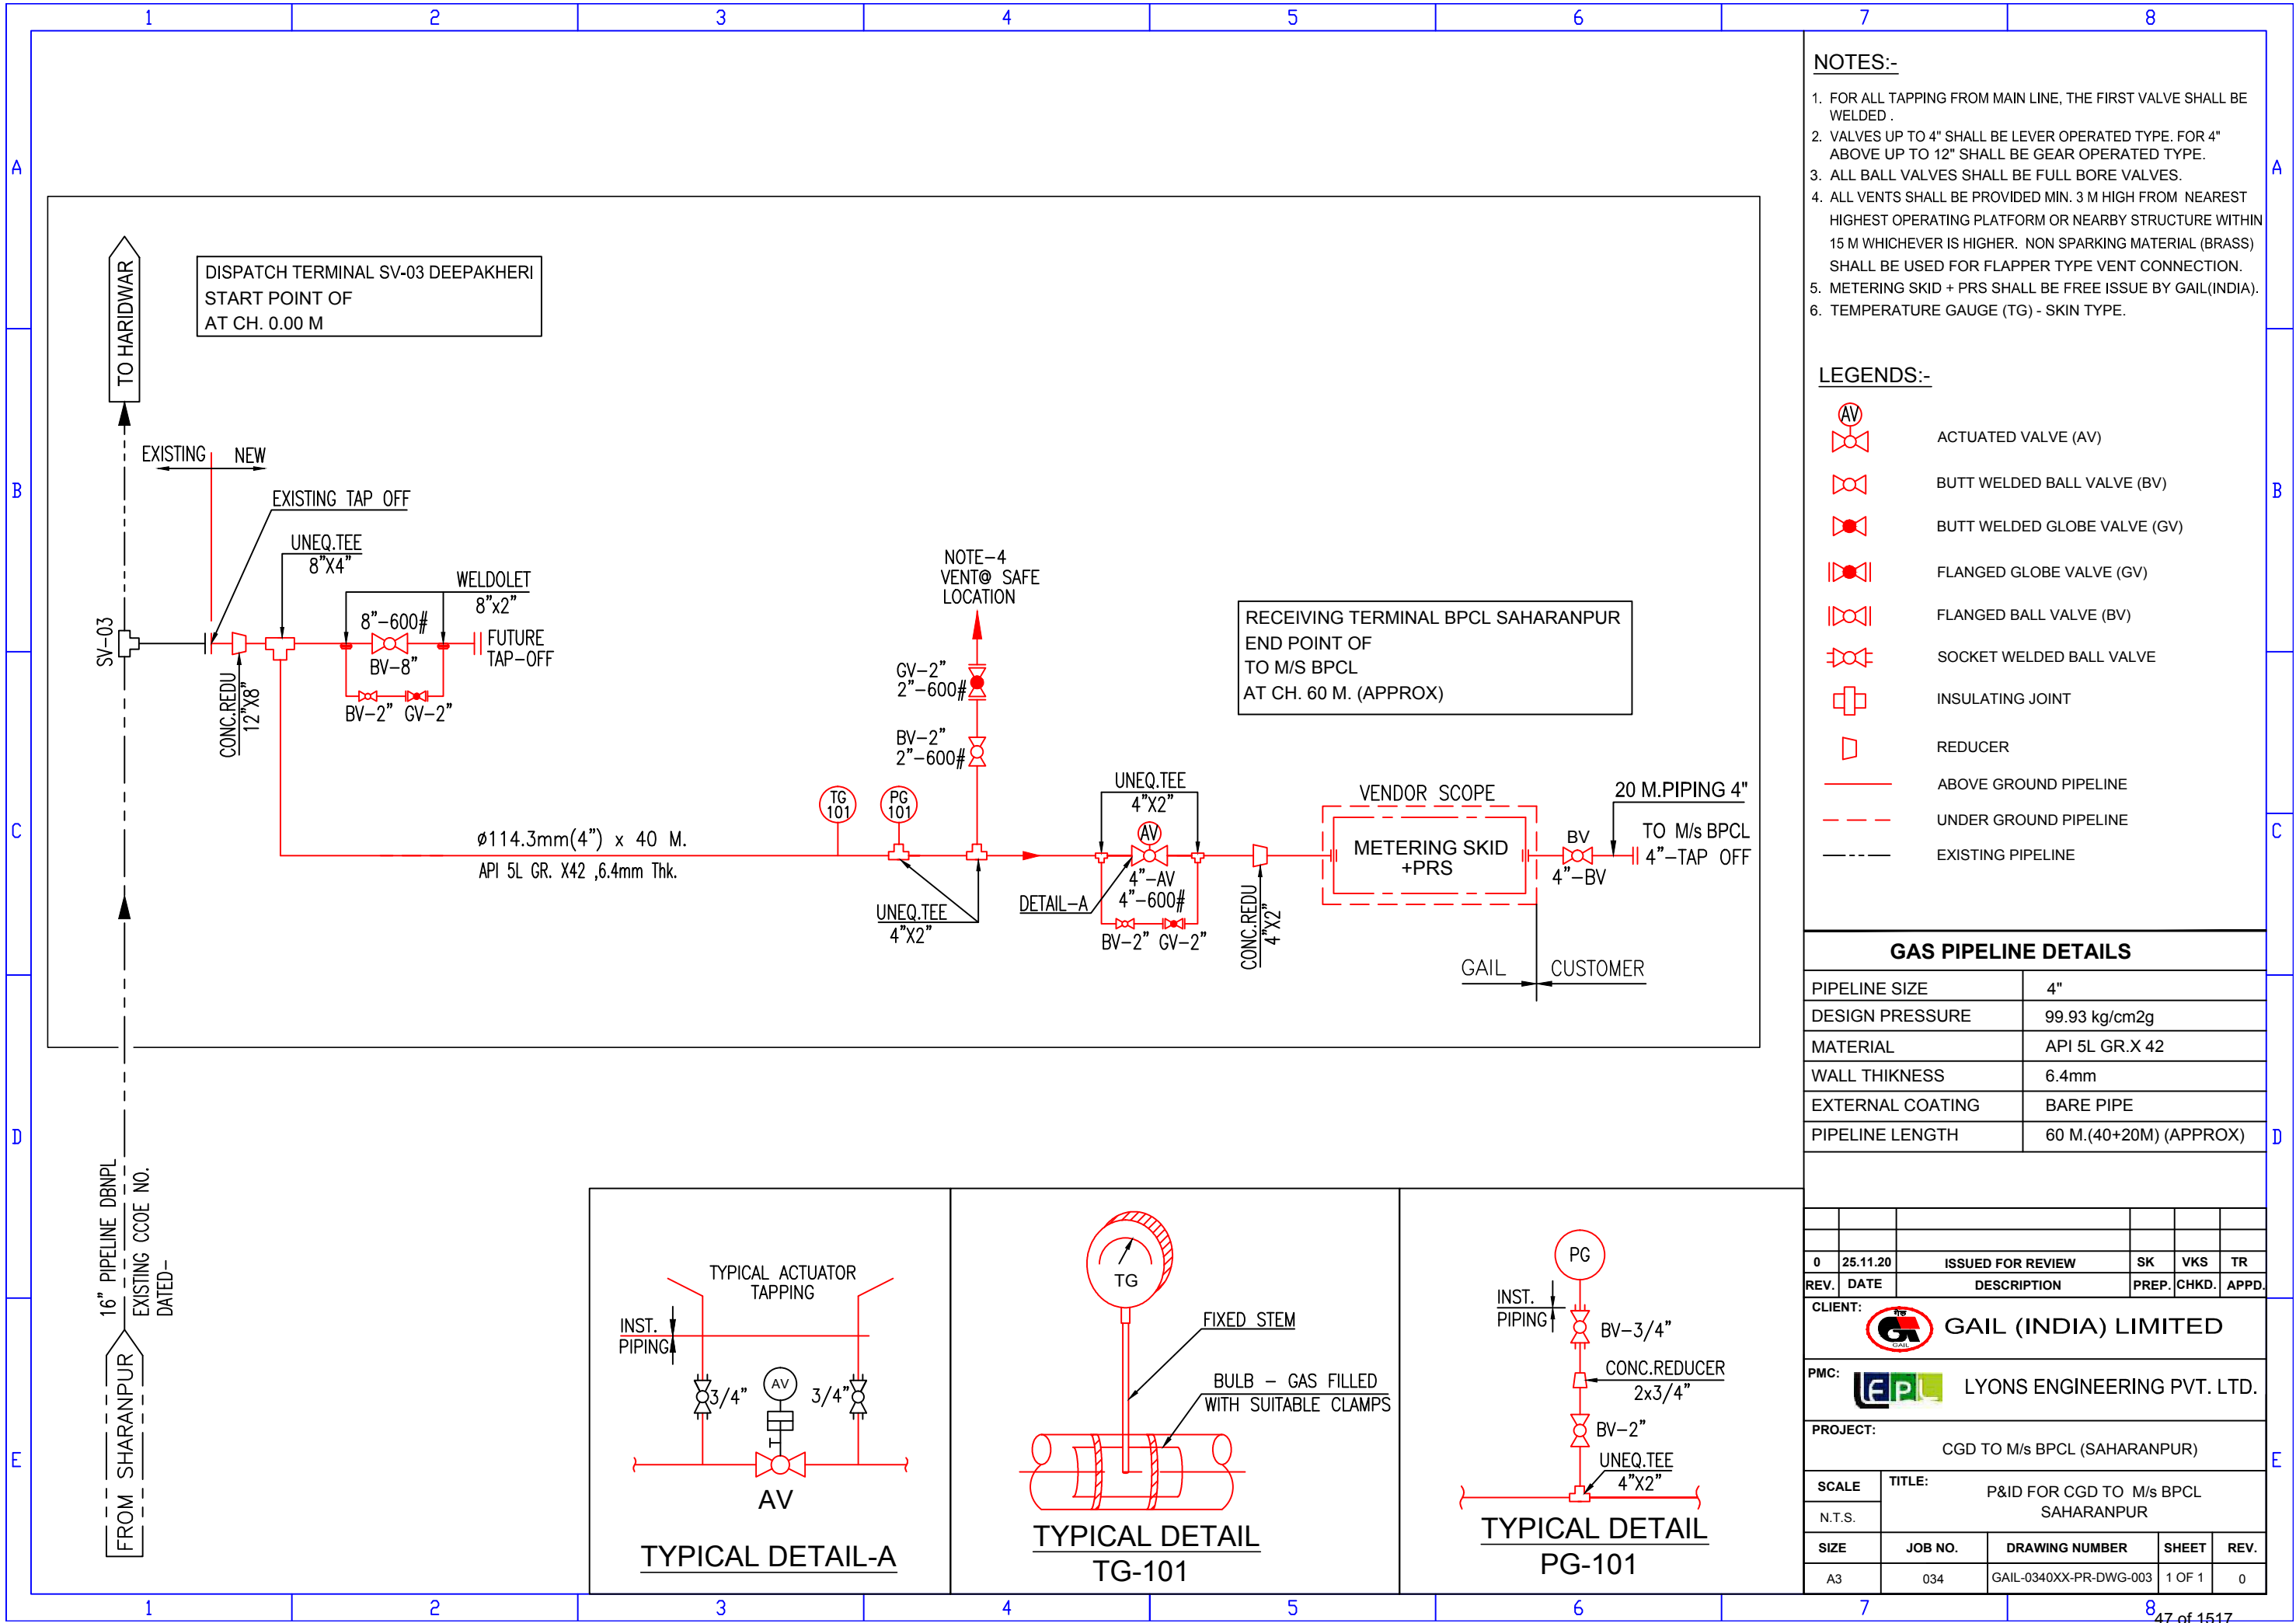 1 2 3 4 5 6 7 8
A
B
C
D
E
DISPATCH TERMINAL SV-03 DEEPAKHERI
START POINT OF
AT CH. 0.00 M
TO HARIDWAR
EXISTING NEW
EXISTING TAP OFF
UNEQ.TEE
8"X4"
WELDOLET
8"x2"
8"-600#
BV-8"
FUTURE
TAP-OFF
BV-2" GV-2"
SV-03
CONC.REDU
12"X8"
NOTE-4
VENT@ SAFE
LOCATION
GV-2"
2"-600#
BV-2"
2"-600#
RECEIVING TERMINAL BPCL SAHARANPUR
END POINT OF
TO M/S BPCL
AT CH. 60 M. (APPROX)
TG
101
PG
101
ø114.3mm(4") x 40 M.
API 5L GR. X42 ,6.4mm Thk.
UNEQ.TEE
4"X2"
UNEQ.TEE
4"X2"
AV
4"-AV
4"-600#
DETAIL-A
BV-2" GV-2"
CONC.REDU
4"X2"
VENDOR SCOPE
METERING SKID
+PRS
BV
4"-BV
20 M.PIPING 4"
TO M/s BPCL
4"-TAP OFF
GAIL CUSTOMER
16" PIPELINE DBNPL
EXISTING CCOE NO.
DATED-
FROM SHARANPUR
TYPICAL ACTUATOR
TAPPING
INST.
PIPING
3/4"
AV
3/4"
AV
TYPICAL DETAIL-A
TG
FIXED STEM
BULB - GAS FILLED
WITH SUITABLE CLAMPS
TYPICAL DETAIL
TG-101
PG
INST.
PIPING
BV-3/4"
CONC.REDUCER
2x3/4"
BV-2"
UNEQ.TEE
4"X2"
TYPICAL DETAIL
PG-101
NOTES:-
1. FOR ALL TAPPING FROM MAIN LINE, THE FIRST VALVE SHALL BE
WELDED .
2. VALVES UP TO 4" SHALL BE LEVER OPERATED TYPE. FOR 4"
ABOVE UP TO 12" SHALL BE GEAR OPERATED TYPE.
3. ALL BALL VALVES SHALL BE FULL BORE VALVES.
4. ALL VENTS SHALL BE PROVIDED MIN. 3 M HIGH FROM NEAREST
HIGHEST OPERATING PLATFORM OR NEARBY STRUCTURE WITHIN
15 M WHICHEVER IS HIGHER. NON SPARKING MATERIAL (BRASS)
SHALL BE USED FOR FLAPPER TYPE VENT CONNECTION.
5. METERING SKID + PRS SHALL BE FREE ISSUE BY GAIL(INDIA).
6. TEMPERATURE GAUGE (TG) - SKIN TYPE.
LEGENDS:-
AV
ACTUATED VALVE (AV)
BUTT WELDED BALL VALVE (BV)
BUTT WELDED GLOBE VALVE (GV)
FLANGED GLOBE VALVE (GV)
FLANGED BALL VALVE (BV)
SOCKET WELDED BALL VALVE
INSULATING JOINT
REDUCER
ABOVE GROUND PIPELINE
UNDER GROUND PIPELINE
EXISTING PIPELINE
GAS PIPELINE DETAILS
PIPELINE SIZE 4"
DESIGN PRESSURE 99.93 kg/cm2g
MATERIAL API 5L GR.X 42
WALL THIKNESS 6.4mm
EXTERNAL COATING BARE PIPE
PIPELINE LENGTH 60 M.(40+20M) (APPROX)
0 25.11.20 ISSUED FOR REVIEW SK VKS TR
REV. DATE DESCRIPTION PREP. CHKD. APPD.
CLIENT:
गेल
GAIL
GAIL (INDIA) LIMITED
PMC:
LEPL
LYONS ENGINEERING PVT. LTD.
PROJECT:
CGD TO M/s BPCL (SAHARANPUR)
SCALE
N.T.S.
TITLE:
P&ID FOR CGD TO M/s BPCL
SAHARANPUR
SIZE JOB NO. DRAWING NUMBER SHEET REV.
A3 034 GAIL-0340XX-PR-DWG-003 1 OF 1 0
A
B
C
D
E
1 2 3 4 5 6 7 8
47 of 1517